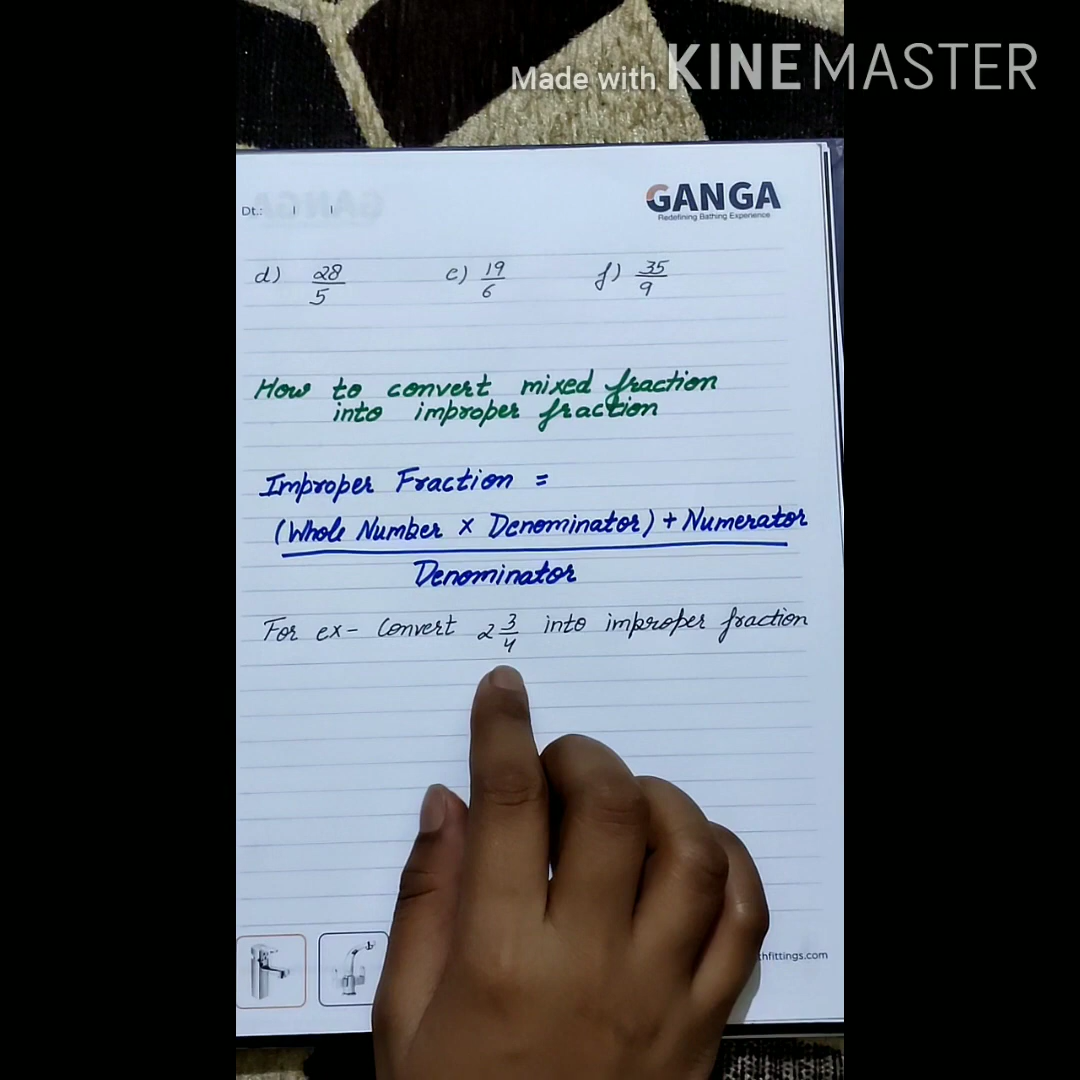 Made with KINEMASTER
GANGA
Redefining Bathing Experience
Dt.:
d) 28/5 e) 19/6 f) 35/9
How to convert mixed fraction
into improper fraction
Improper Fraction =
(Whole Number × Denominator) + Numerator
Denominator
For ex- Convert 2 3/4 into improper fraction
hfittings.com